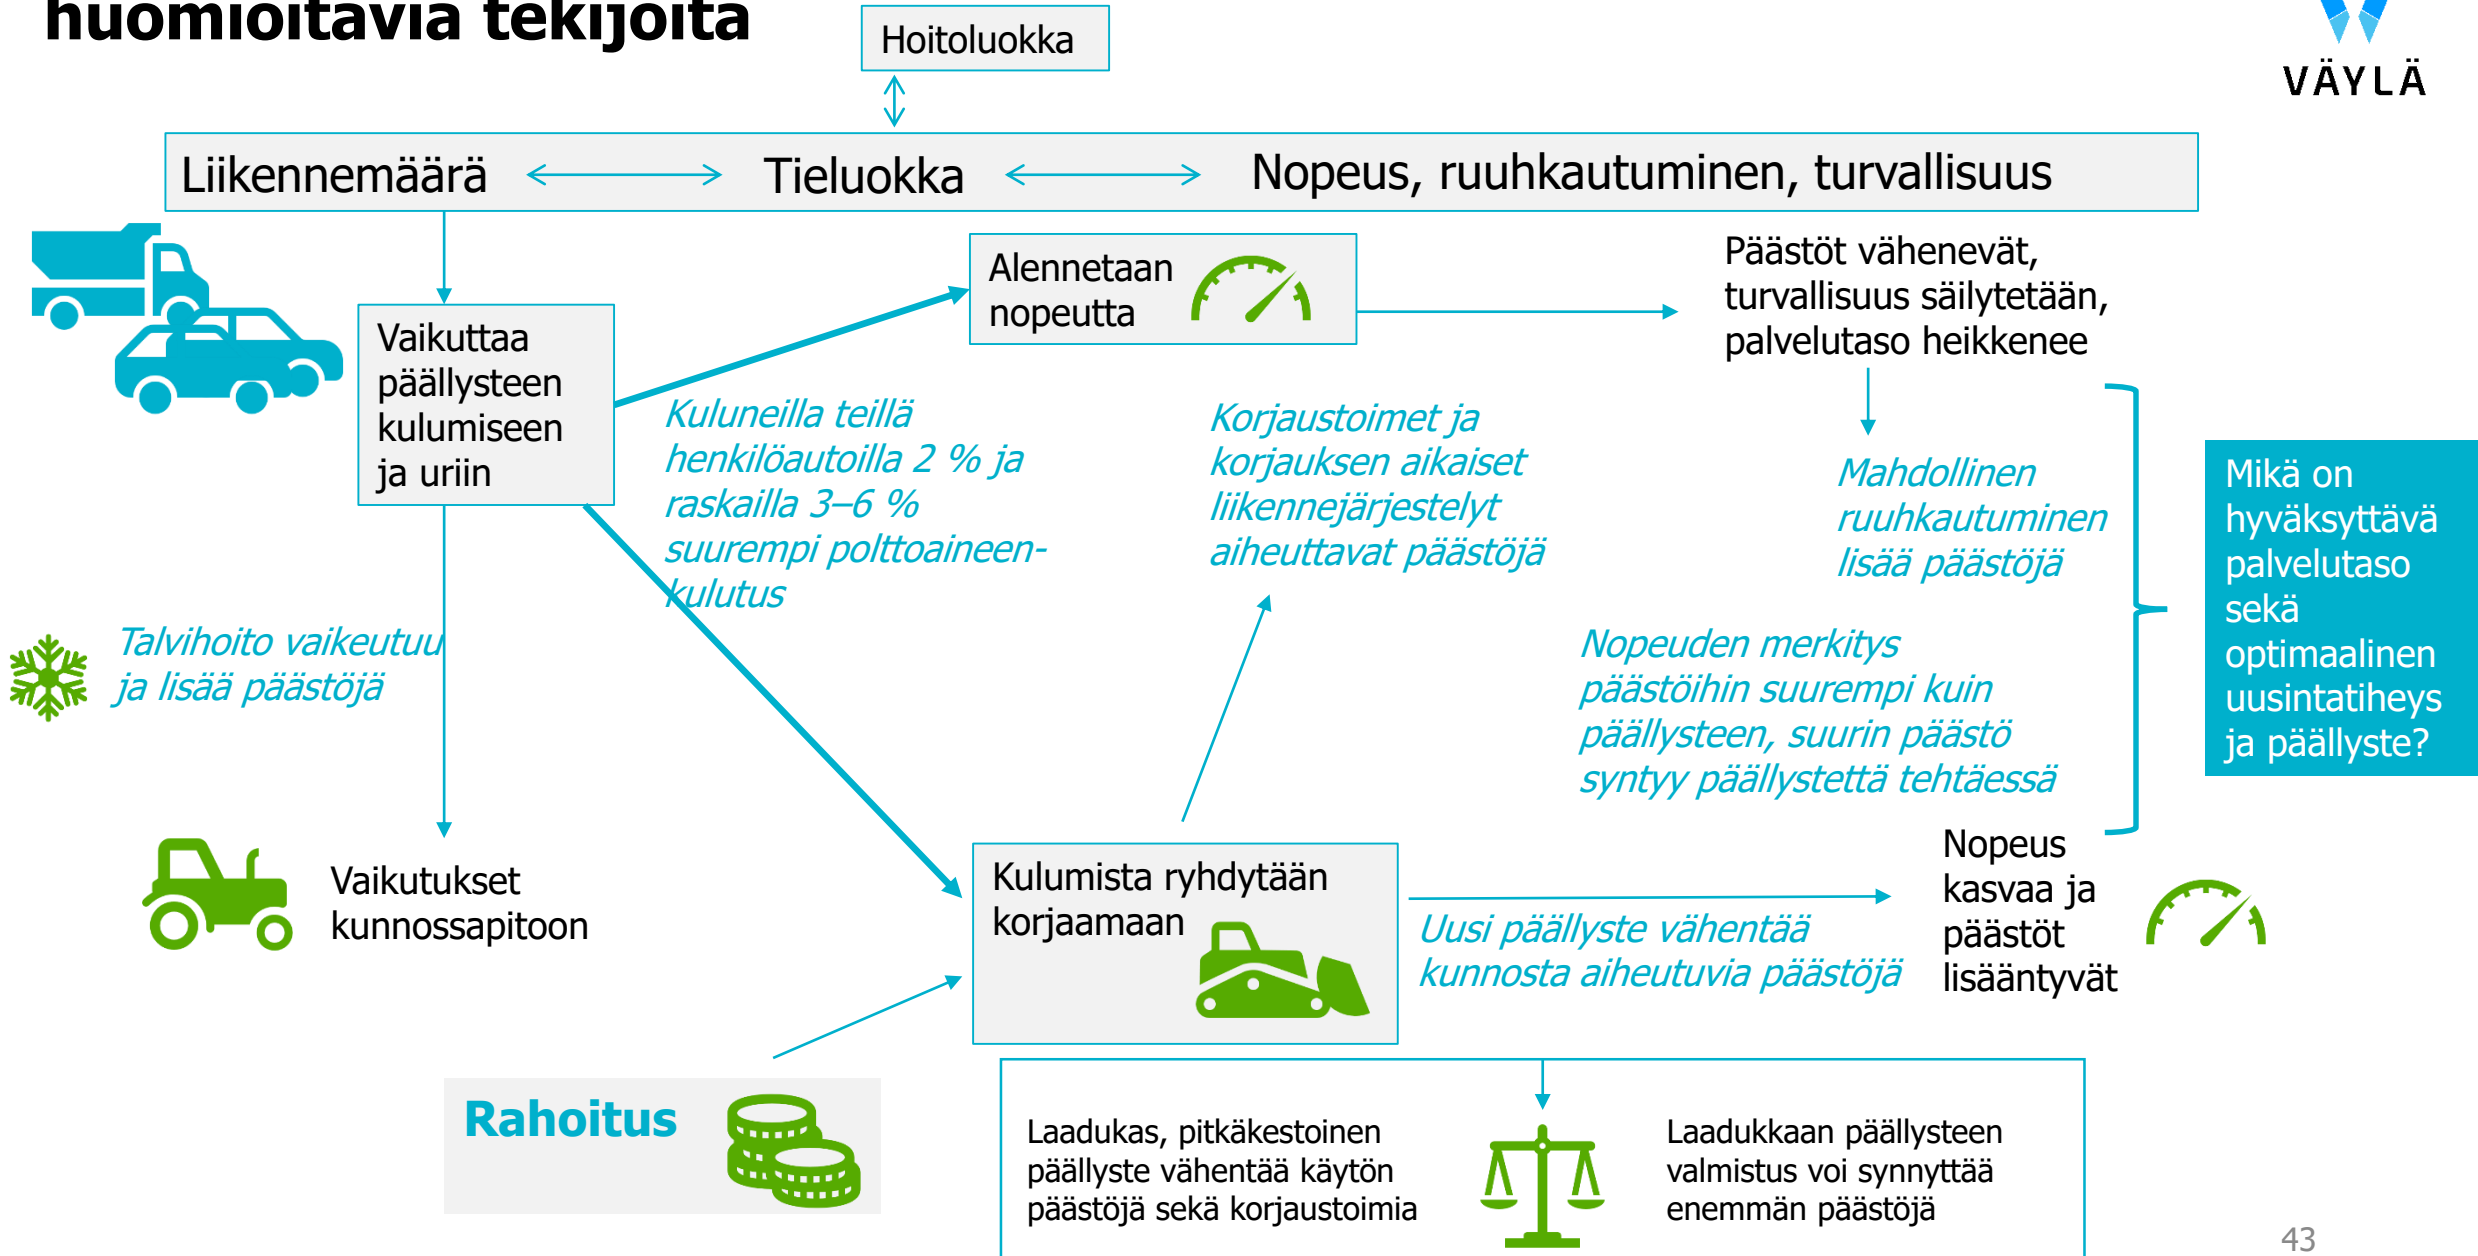 huomioitavia tekijöitä
Hoitoluokka
VÄYLÄ
Liikennemäärä
Tieluokka
Nopeus, ruuhkautuminen, turvallisuus
Alennetaan
nopeutta
Päästöt vähenevät,
turvallisuus säilytetään,
palvelutaso heikkenee
Vaikuttaa
päällysteen
kulumiseen
ja uriin
Kuluneilla teillä
henkilöautoilla 2 % ja
raskailla 3–6 %
suurempi polttoaineen-
kulutus
Korjaustoimet ja
korjauksen aikaiset
liikennejärjestelyt
aiheuttavat päästöjä
Mahdollinen
ruuhkautuminen
lisää päästöjä
Mikä on
hyväksyttävä
palvelutaso
sekä
optimaalinen
uusintatiheys
ja päällyste?
Talvihoito vaikeutuu
ja lisää päästöjä
Nopeuden merkitys
päästöihin suurempi kuin
päällysteen, suurin päästö
syntyy päällystettä tehtäessä
Vaikutukset
kunnossapitoon
Kulumista ryhdytään
korjaamaan
Uusi päällyste vähentää
kunnosta aiheutuvia päästöjä
Nopeus
kasvaa ja
päästöt
lisääntyvät
Rahoitus
Laadukas, pitkäkestoinen
päällyste vähentää käytön
päästöjä sekä korjaustoimia
Laadukkaan päällysteen
valmistus voi synnyttää
enemmän päästöjä
43